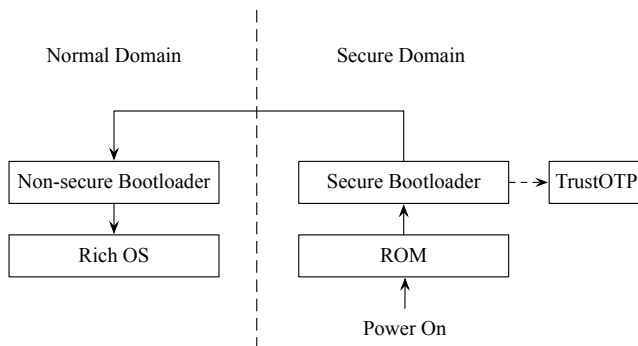 Normal Domain
Secure Domain
Non-secure Bootloader
Secure Bootloader
TrustOTP
Rich OS
ROM
Power On